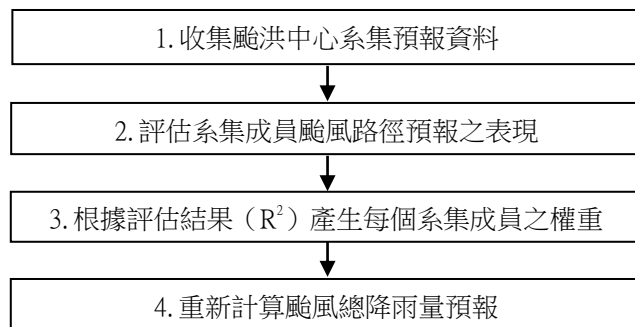 1.收集颱洪中心系集預報資料
2.評估系集成員颱風路徑預報之表現
3.根據評估結果（R²）產生每個系集成員之權重
4.重新計算颱風總降雨量預報